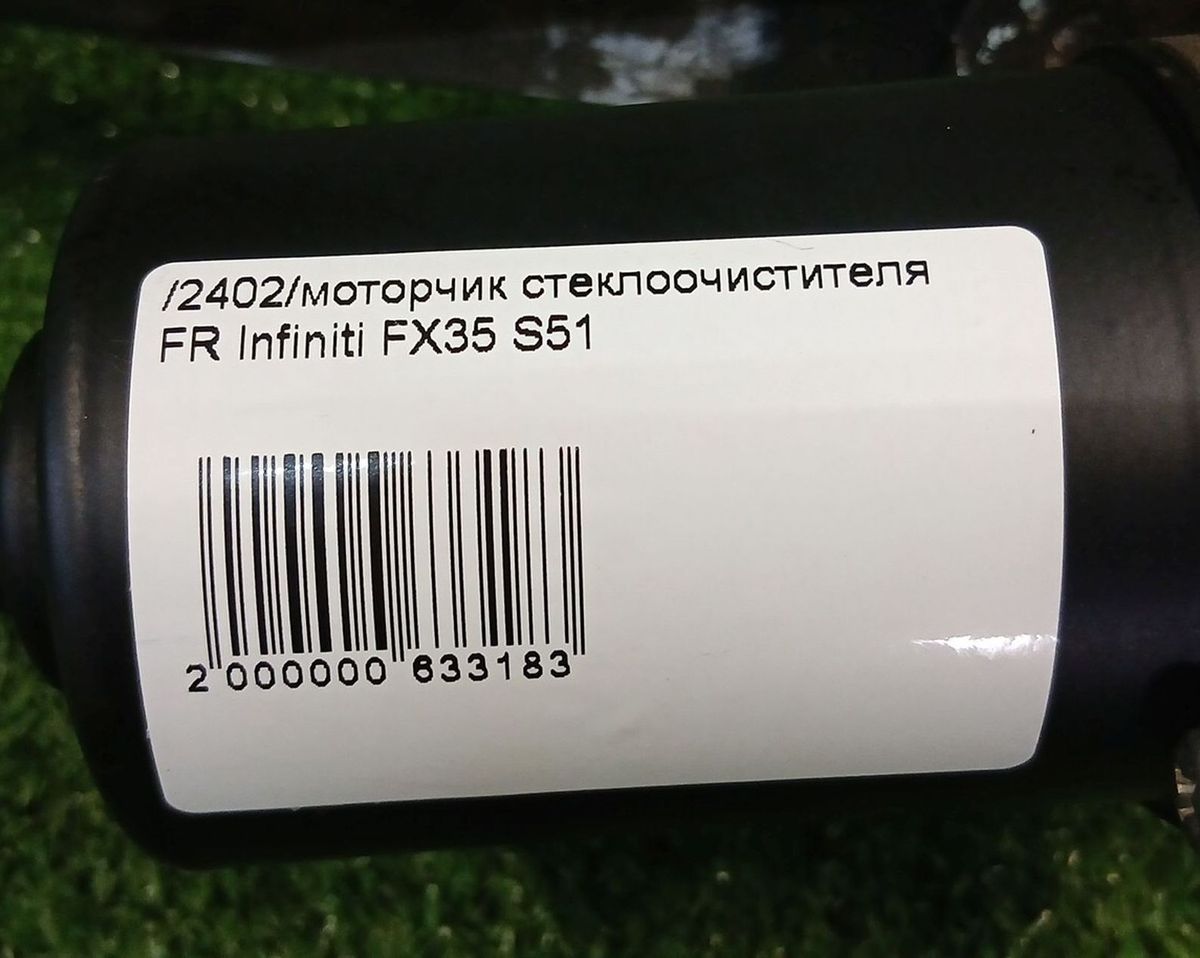 /2402/моторчик стеклоочистителя
FR Infiniti FX35 S51
2 000000 633183